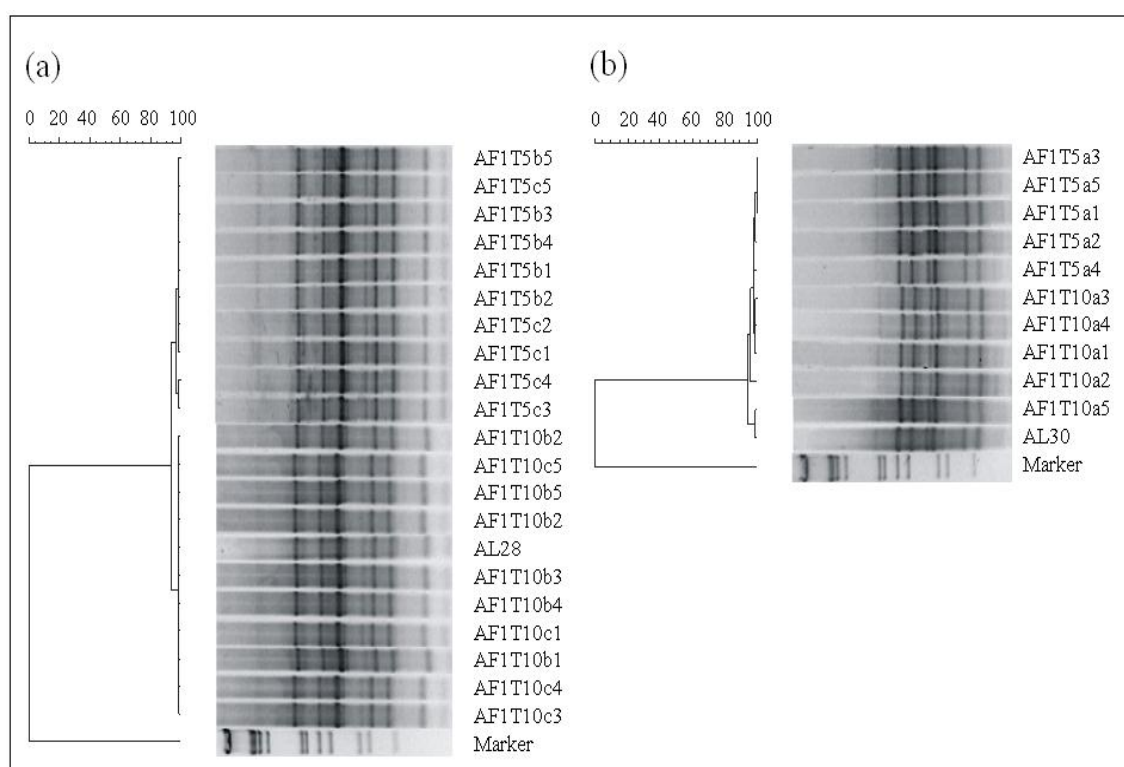 (a)
0 20 40 60 80 100
AF1T5b5
AF1T5c5
AF1T5b3
AF1T5b4
AF1T5b1
AF1T5b2
AF1T5c2
AF1T5c1
AF1T5c4
AF1T5c3
AF1T10b2
AF1T10c5
AF1T10b5
AF1T10b2
AL28
AF1T10b3
AF1T10b4
AF1T10c1
AF1T10b1
AF1T10c4
AF1T10c3
Marker
(b)
0 20 40 60 80 100
AF1T5a3
AF1T5a5
AF1T5a1
AF1T5a2
AF1T5a4
AF1T10a3
AF1T10a4
AF1T10a1
AF1T10a2
AF1T10a5
AL30
Marker